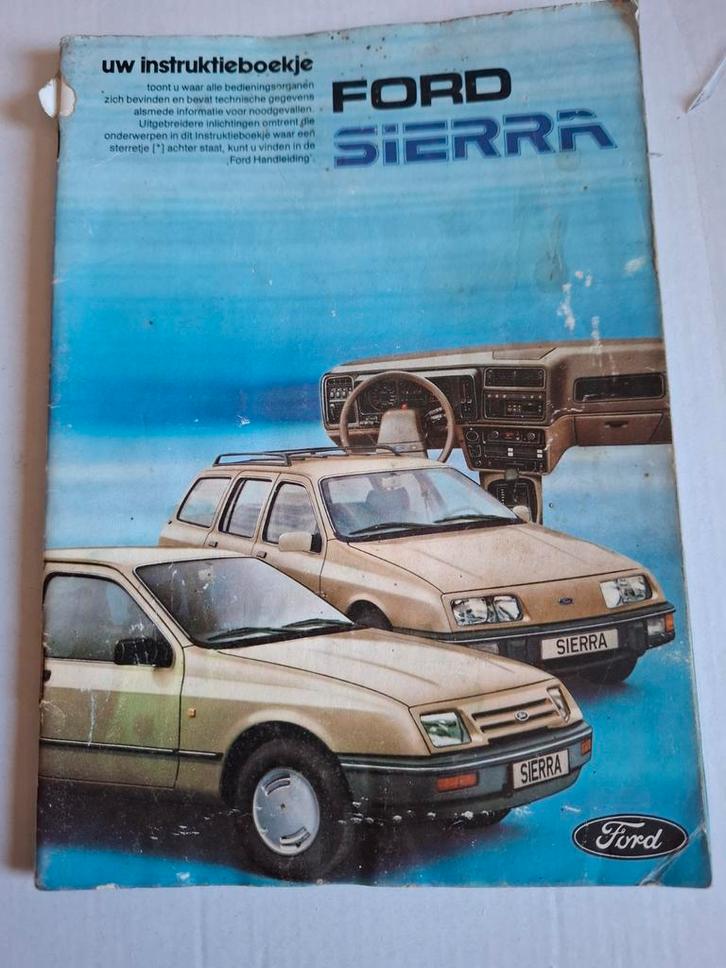 uw instruktieboekje
toont u waar alle bedieningsorganen
zich bevinden en bevat technische gegevens
alsmede informatie voor noodgevallen.
Uitgebreidere inlichtingen omtrent die
onderwerpen in dit Instruktieboekje waar een
sterretje [*] achter staat, kunt u vinden in de
„Ford Handleiding".
FORD
SIERRA
SIERRA
SIERRA
Ford